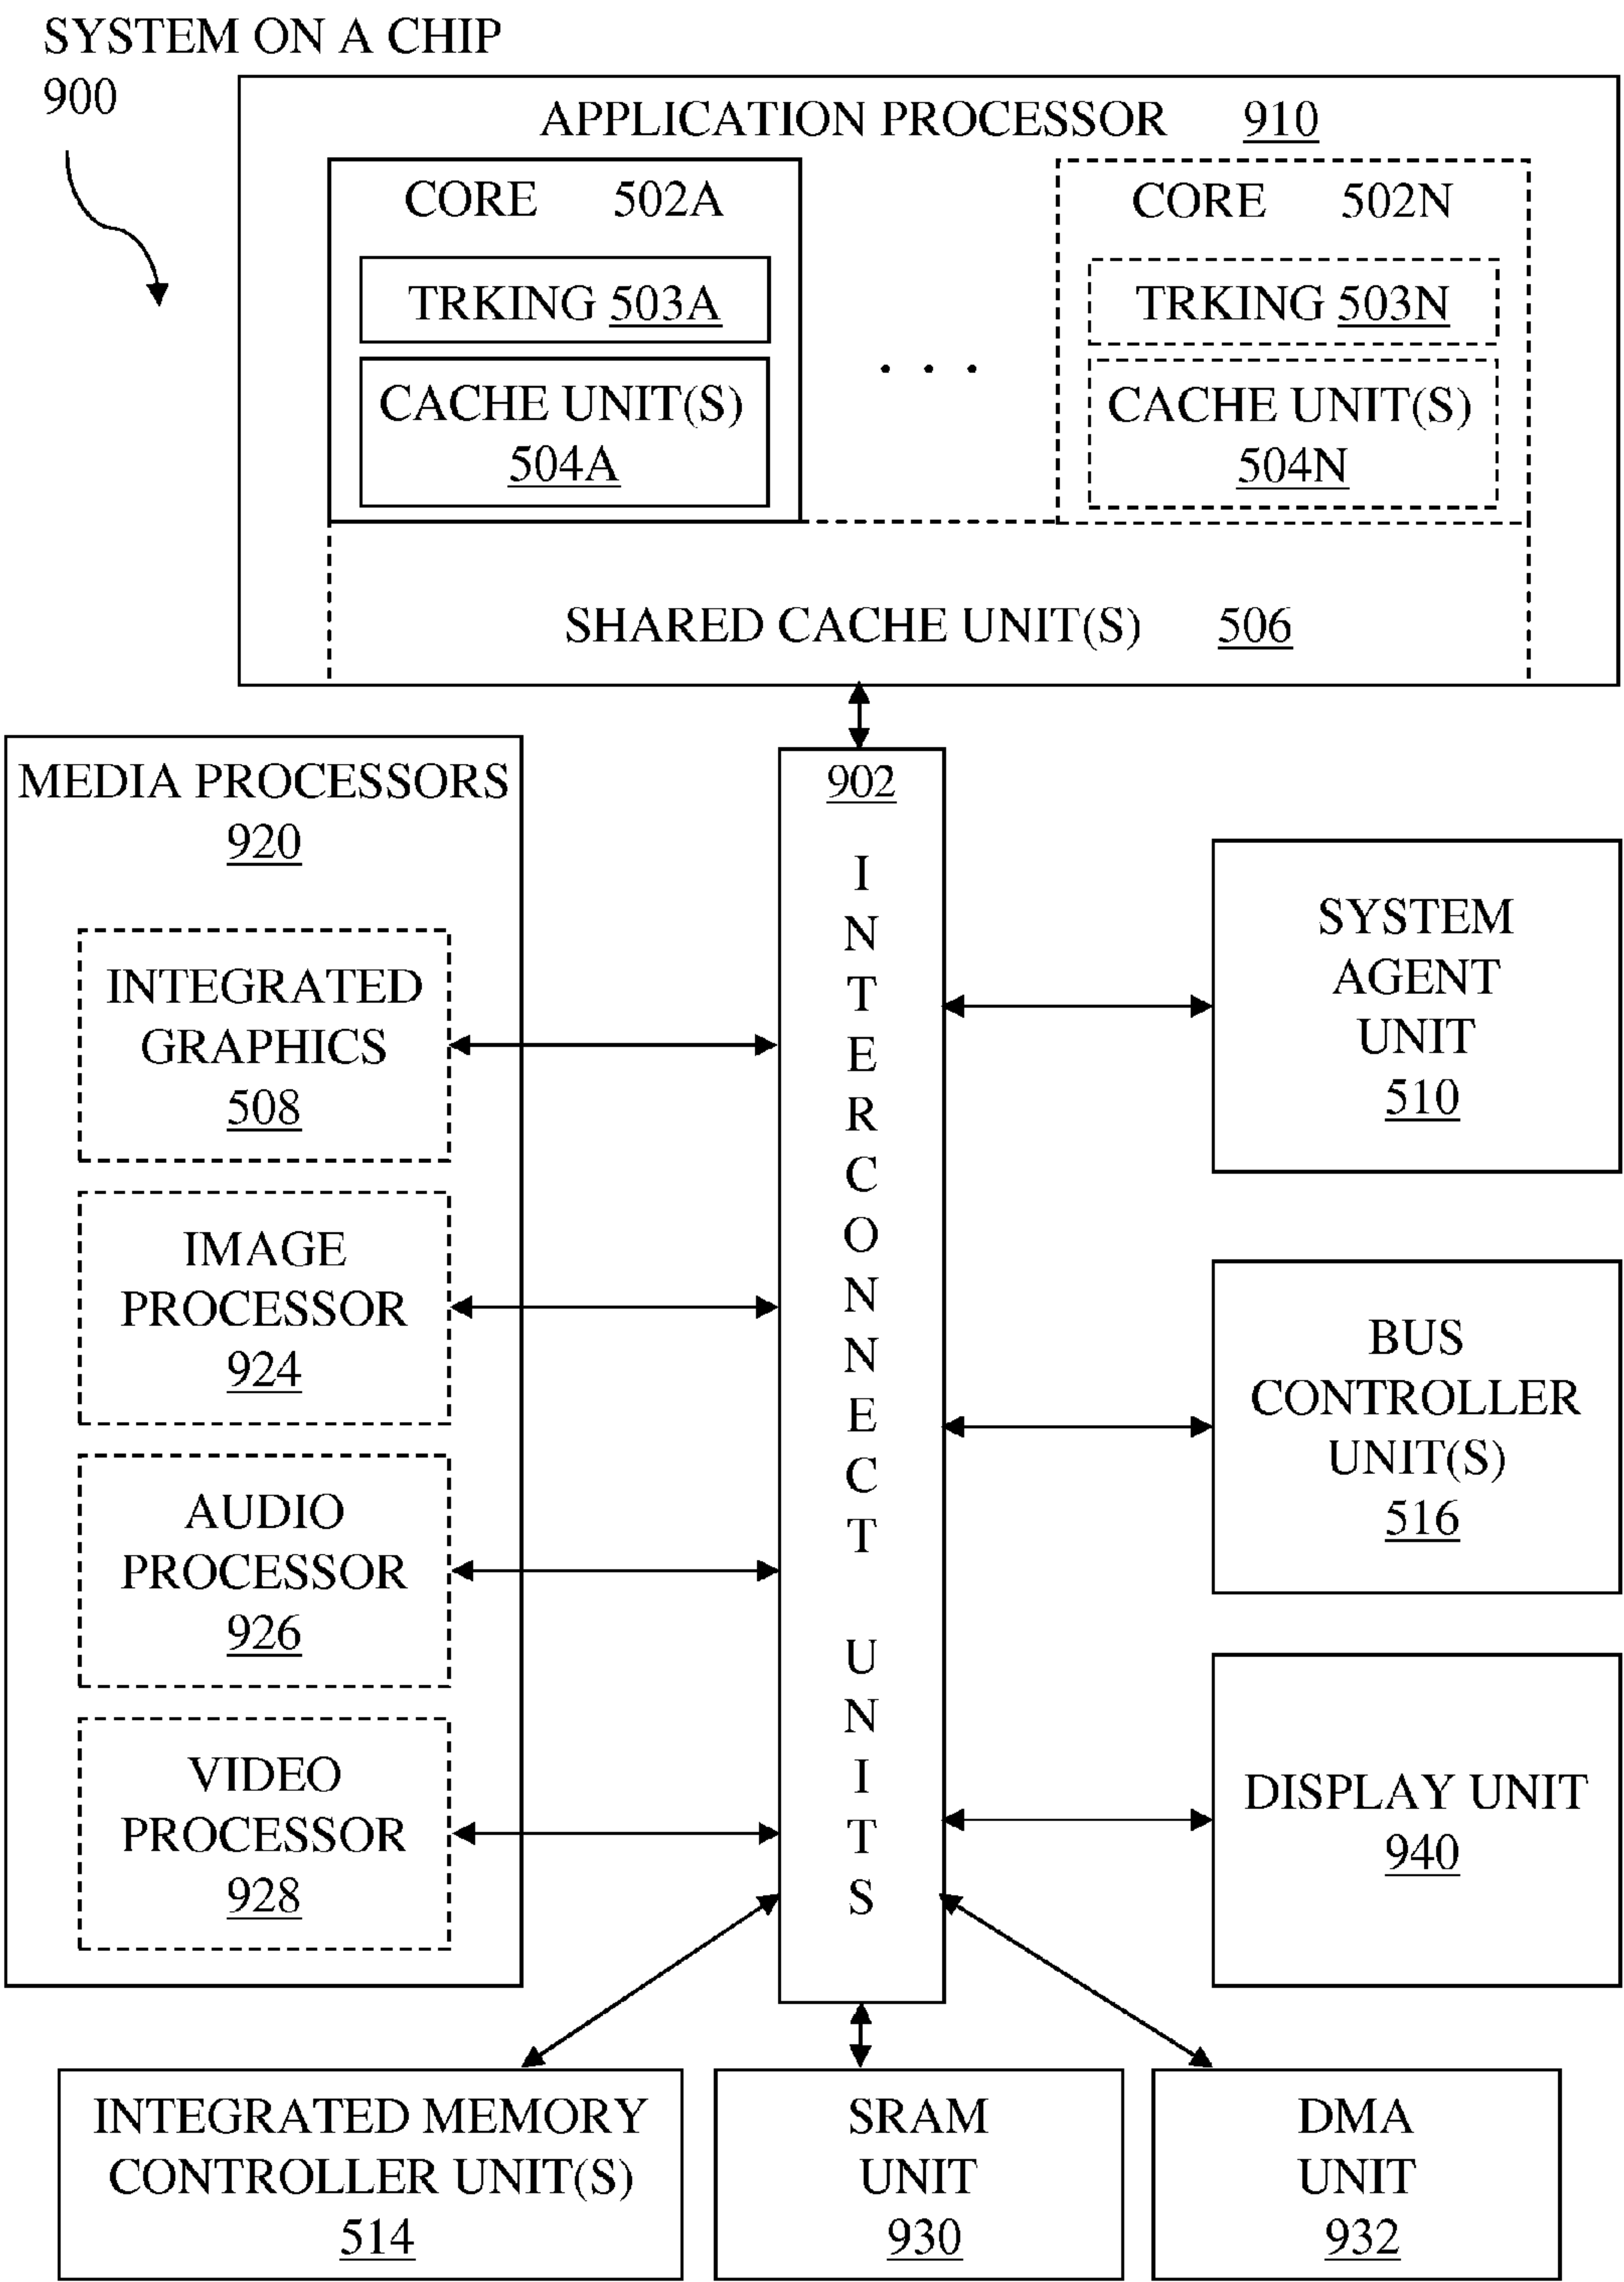 SYSTEM ON A CHIP
900
APPLICATION PROCESSOR 910
CORE 502A
TRKING 503A
CACHE UNIT(S)
504A
. . .
CORE 502N
TRKING 503N
CACHE UNIT(S)
504N
SHARED CACHE UNIT(S) 506
MEDIA PROCESSORS
920
INTEGRATED
GRAPHICS
508
IMAGE
PROCESSOR
924
AUDIO
PROCESSOR
926
VIDEO
PROCESSOR
928
902
INTERCONNECT UNITS
SYSTEM
AGENT
UNIT
510
BUS
CONTROLLER
UNIT(S)
516
DISPLAY UNIT
940
INTEGRATED MEMORY
CONTROLLER UNIT(S)
514
SRAM
UNIT
930
DMA
UNIT
932